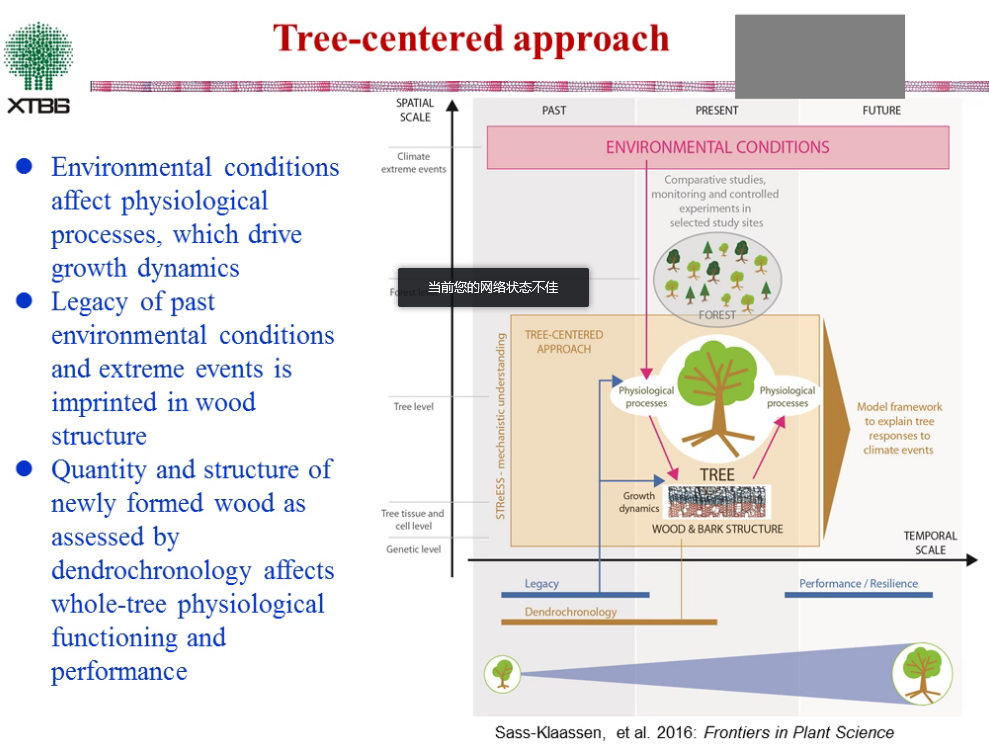 Tree-centered approach
XTBG
Environmental conditions
affect physiological
processes, which drive
growth dynamics
Legacy of past
environmental conditions
and extreme events is
imprinted in wood
structure
Quantity and structure of
newly formed wood as
assessed by
dendrochronology affects
whole-tree physiological
functioning and
performance
SPATIAL
SCALE
PAST
PRESENT
FUTURE
Climate
extreme events
ENVIRONMENTAL CONDITIONS
Comparative studies,
monitoring and controlled
experiments in
selected study sites
当前您的网络状态不佳
Forest level
FOREST
TREE-CENTERED
APPROACH
STReESS - mechanistic understanding
Physiological
processes
Physiological
processes
Tree level
Model framework
to explain tree
responses to
climate events
TREE
Growth
dynamics
WOOD & BARK STRUCTURE
Tree tissue and
cell level
Genetic level
TEMPORAL
SCALE
Legacy
Performance / Resilience
Dendrochronology
Sass-Klaassen, et al. 2016: Frontiers in Plant Science